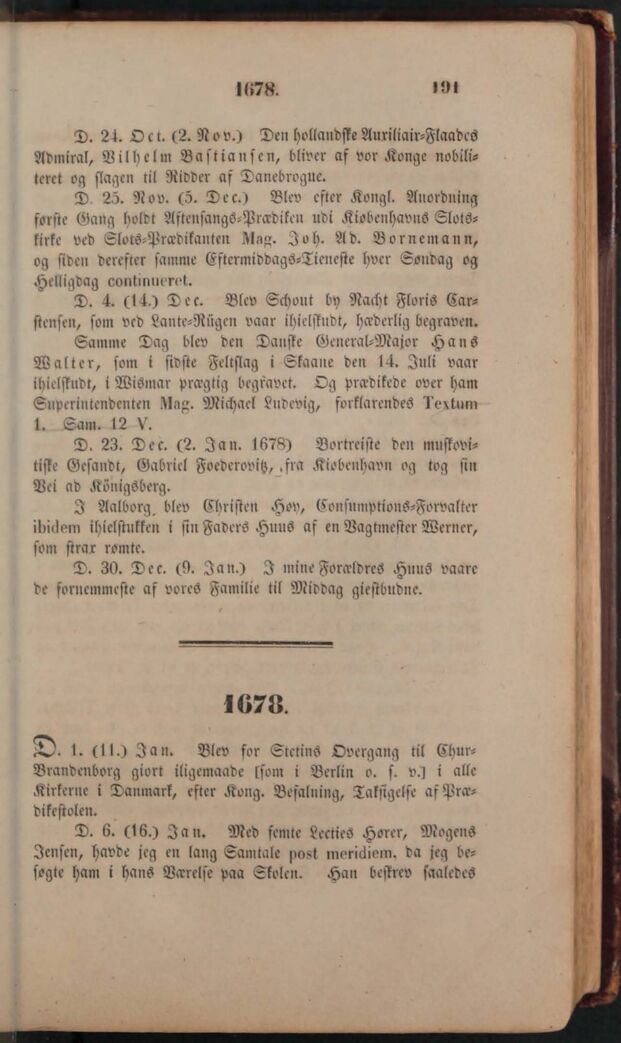 1678.
191
D. 24. Oct. (2. Nov.) Den hollandske Auxiliair-Flaades
Admiral, Vilhelm Bastiansen, bliver af vor Konge nobili-
teret og slagen til Ridder af Danebrogne.
D. 25. Nov. (5. Dec.) Blev efter Kongl. Anordning
første Gang holdt Aftensangs-Prædiken udi Kiøbenhavns Slots-
kirke ved Slots-Prædikanten Mag. Joh. Ad. Bornemann,
og siden derefter samme Eftermiddags-Tieneste hver Søndag og
Helligdag continueret.
D. 4. (14.) Dec. Blev Schout by Nacht Floris Car-
stensen, som ved Lante-Rügen vaar ihielskudt, hæderlig begraven.
Samme Dag blev den Danske General-Major Hans
Walter, som i sidste Feltslag i Skaane den 14. Juli vaar
ihielskudt, i Wismar prægtig begravet. Og prædikede over ham
Superintendenten Mag. Michael Ludevig, forklarendes Textum
1. Sam. 12 V.
D. 23. Dec. (2. Jan. 1678) Bortreiste den muskovi-
tiske Gesandt, Gabriel Foederovitz, fra Kiøbenhavn og tog sin
Vei ad Königsberg.
I Aalborg blev Christen Hoy, Consumptions-Forvalter
ibidem ihielstukken i sin Faders Huus af en Vagtmester Werner,
som strax rømte.
D. 30. Dec. (9. Jan.) I mine Forældres Huus vaare
de fornemmeste af vores Familie til Middag giestbudne.
1678.
D. 1. (11.) Jan. Blev for Stetins Overgang til Chur-
Brandenborg giort iligemaade [som i Berlin o. s. v.] i alle
Kirkerne i Danmark, efter Kong. Befalning, Taksigelse af Præ-
dikestolen.
D. 6. (16.) Jan. Med femte Lecties Hører, Mogens
Jensen, havde jeg en lang Samtale post meridiem, da jeg be-
søgte ham i hans Værelse paa Skolen. Han beskrev saaledes